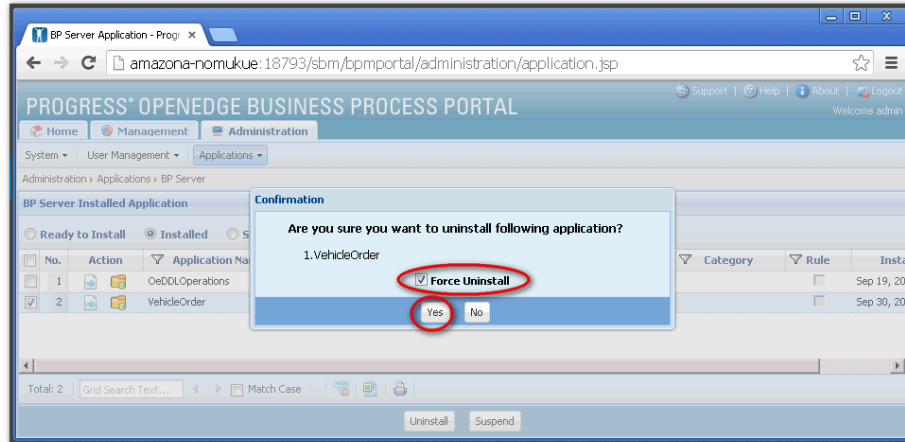 BP Server Application - Progr
amazona-nomukue:18793/sbm/bpmportal/administration/application.jsp
Support | Help | About | Logout
PROGRESS* OPENEDGE BUSINESS PROCESS PORTAL
Welcome admin
Home Management Administration
System User Management Applications
Administration Applications BP Server
BP Server Installed Application
Confirmation
Are you sure you want to uninstall following application?
1.VehicleOrder
Force Uninstall
Yes No
Ready to Install Installed S
No. Action Application Na Category Rule Insta
1 OeDDLOperations Sep 19, 20
2 VehicleOrder Sep 30, 20
Total: 2 Grid Search Text... Match Case
Uninstall Suspend